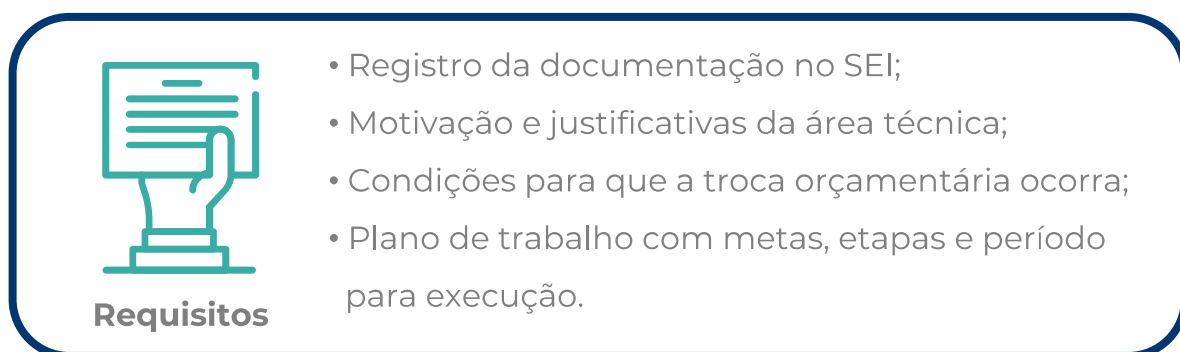 • Registro da documentação no SEI;
• Motivação e justificativas da área técnica;
• Condições para que a troca orçamentária ocorra;
• Plano de trabalho com metas, etapas e período
para execução.
Requisitos